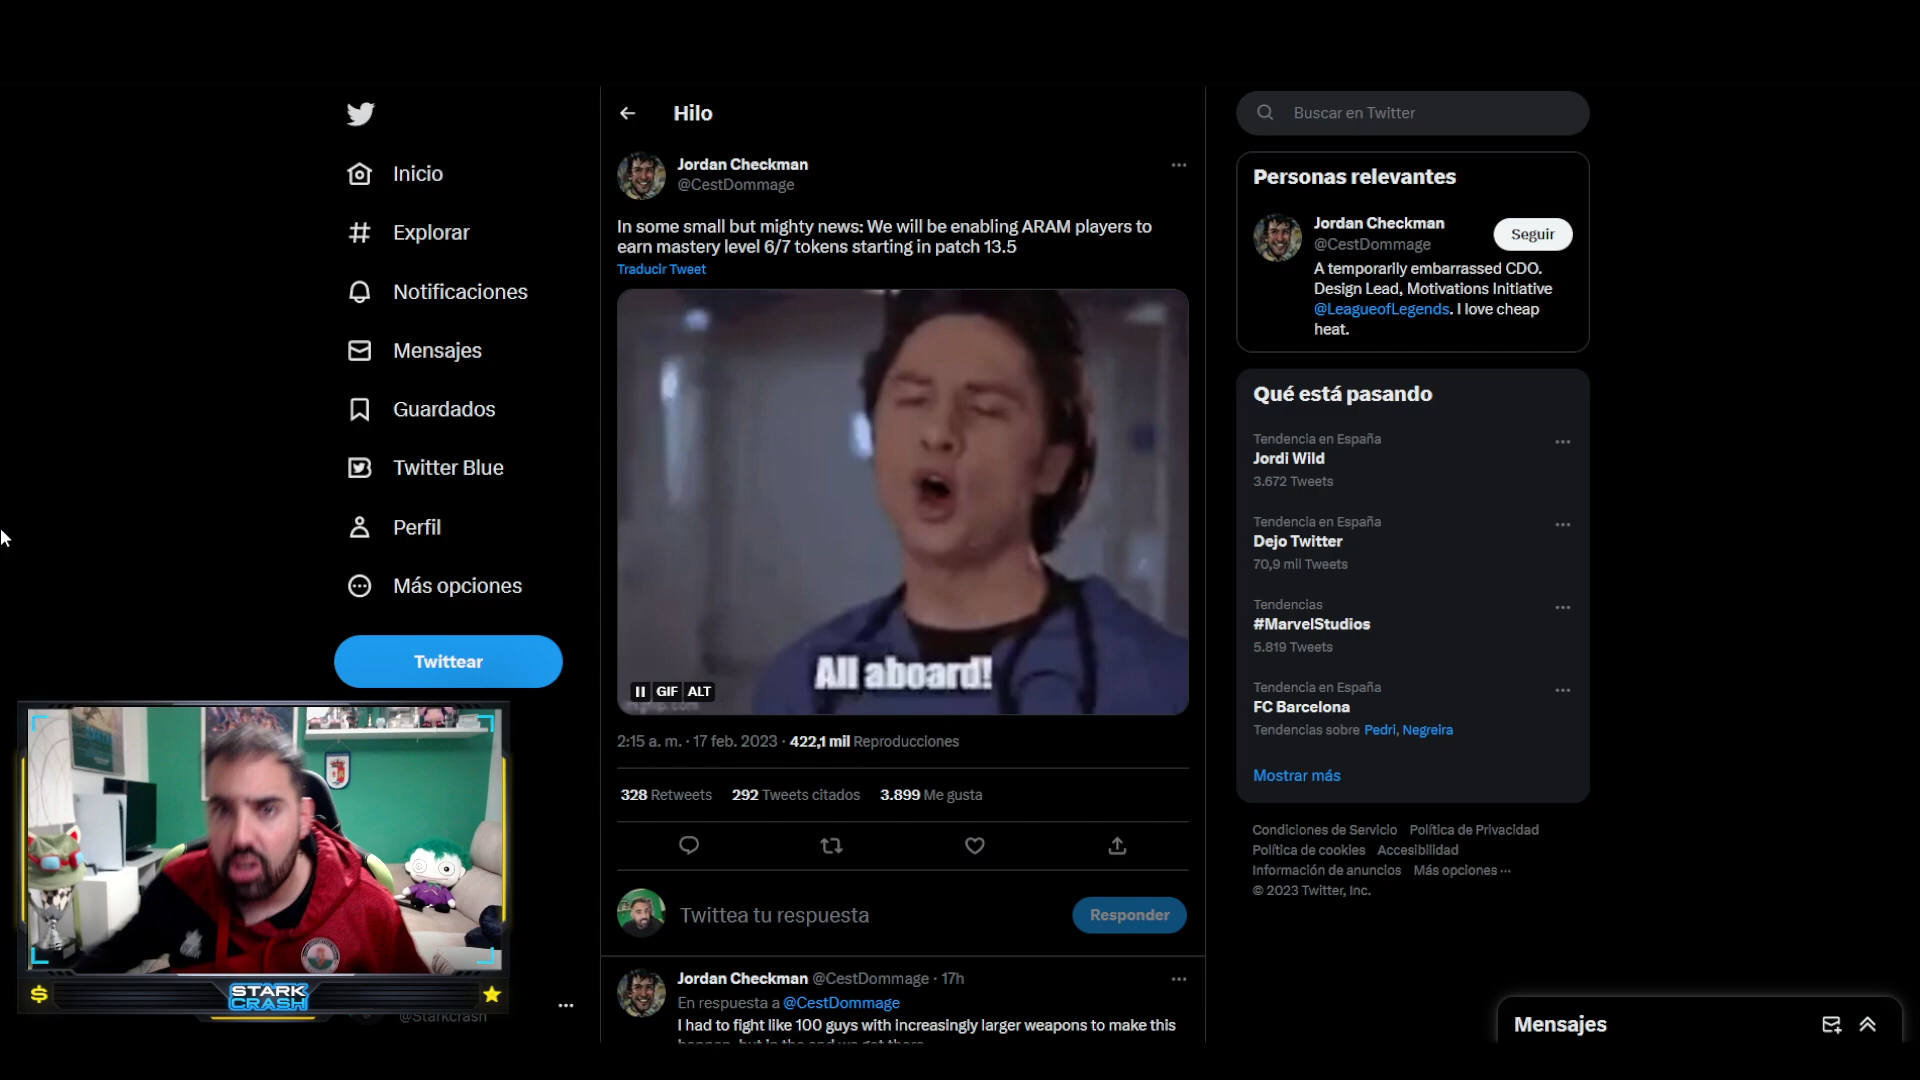 Inicio
Explorar
Notificaciones
Mensajes
Guardados
Twitter Blue
Perfil
Más opciones
Twittear
STARK
CRASH
@Starkcrash
Hilo
Jordan Checkman
@CestDommage
In some small but mighty news: We will be enabling ARAM players to
earn mastery level 6/7 tokens starting in patch 13.5
Traducir Tweet
All aboard!
GIF ALT
2:15 a. m. · 17 feb. 2023 · 422,1 mil Reproducciones
328 Retweets 292 Tweets citados 3.899 Me gusta
Twittea tu respuesta
Responder
Jordan Checkman @CestDommage · 17h
En respuesta a @CestDommage
I had to fight like 100 guys with increasingly larger weapons to make this
Buscar en Twitter
Personas relevantes
Jordan Checkman
@CestDommage
Seguir
A temporarily embarrassed CDO.
Design Lead, Motivations Initiative
@LeagueofLegends. I love cheap
heat.
Qué está pasando
Tendencia en España
Jordi Wild
3.672 Tweets
Tendencia en España
Dejo Twitter
70,9 mil Tweets
Tendencias
#MarvelStudios
5.819 Tweets
Tendencia en España
FC Barcelona
Tendencias sobre Pedri, Negreira
Mostrar más
Condiciones de Servicio Política de Privacidad
Política de cookies Accesibilidad
Información de anuncios Más opciones ···
© 2023 Twitter, Inc.
Mensajes